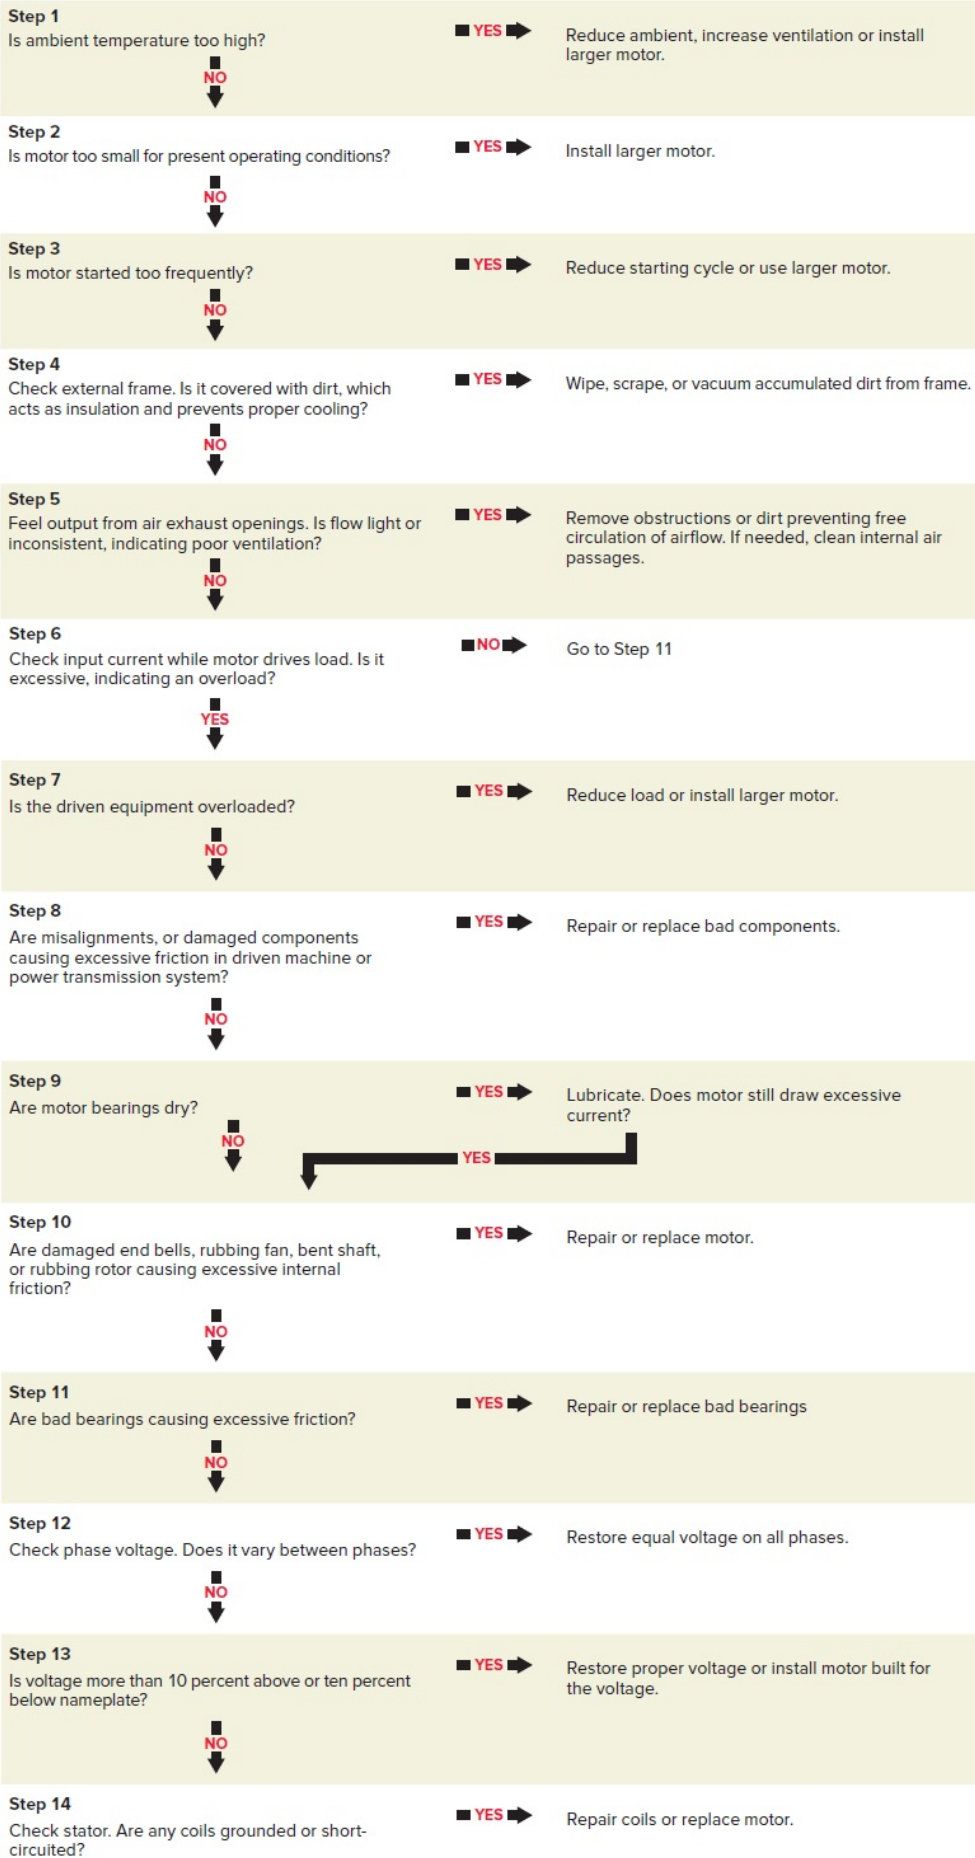 Step 1
Is ambient temperature too high?
YES
Reduce ambient, increase ventilation or install
larger motor.
NO
Step 2
Is motor too small for present operating conditions?
YES
Install larger motor.
NO
Step 3
Is motor started too frequently?
YES
Reduce starting cycle or use larger motor.
NO
Step 4
Check external frame. Is it covered with dirt, which
acts as insulation and prevents proper cooling?
YES
Wipe, scrape, or vacuum accumulated dirt from frame.
NO
Step 5
Feel output from air exhaust openings. Is flow light or
inconsistent, indicating poor ventilation?
YES
Remove obstructions or dirt preventing free
circulation of airflow. If needed, clean internal air
passages.
NO
Step 6
Check input current while motor drives load. Is it
excessive, indicating an overload?
NO
Go to Step 11
YES
Step 7
Is the driven equipment overloaded?
YES
Reduce load or install larger motor.
NO
Step 8
Are misalignments, or damaged components
causing excessive friction in driven machine or
power transmission system?
YES
Repair or replace bad components.
NO
Step 9
Are motor bearings dry?
YES
Lubricate. Does motor still draw excessive
current?
NO
YES
Step 10
Are damaged end bells, rubbing fan, bent shaft,
or rubbing rotor causing excessive internal
friction?
YES
Repair or replace motor.
NO
Step 11
Are bad bearings causing excessive friction?
YES
Repair or replace bad bearings
NO
Step 12
Check phase voltage. Does it vary between phases?
YES
Restore equal voltage on all phases.
NO
Step 13
Is voltage more than 10 percent above or ten percent
below nameplate?
YES
Restore proper voltage or install motor built for
the voltage.
NO
Step 14
Check stator. Are any coils grounded or short-
circuited?
YES
Repair coils or replace motor.